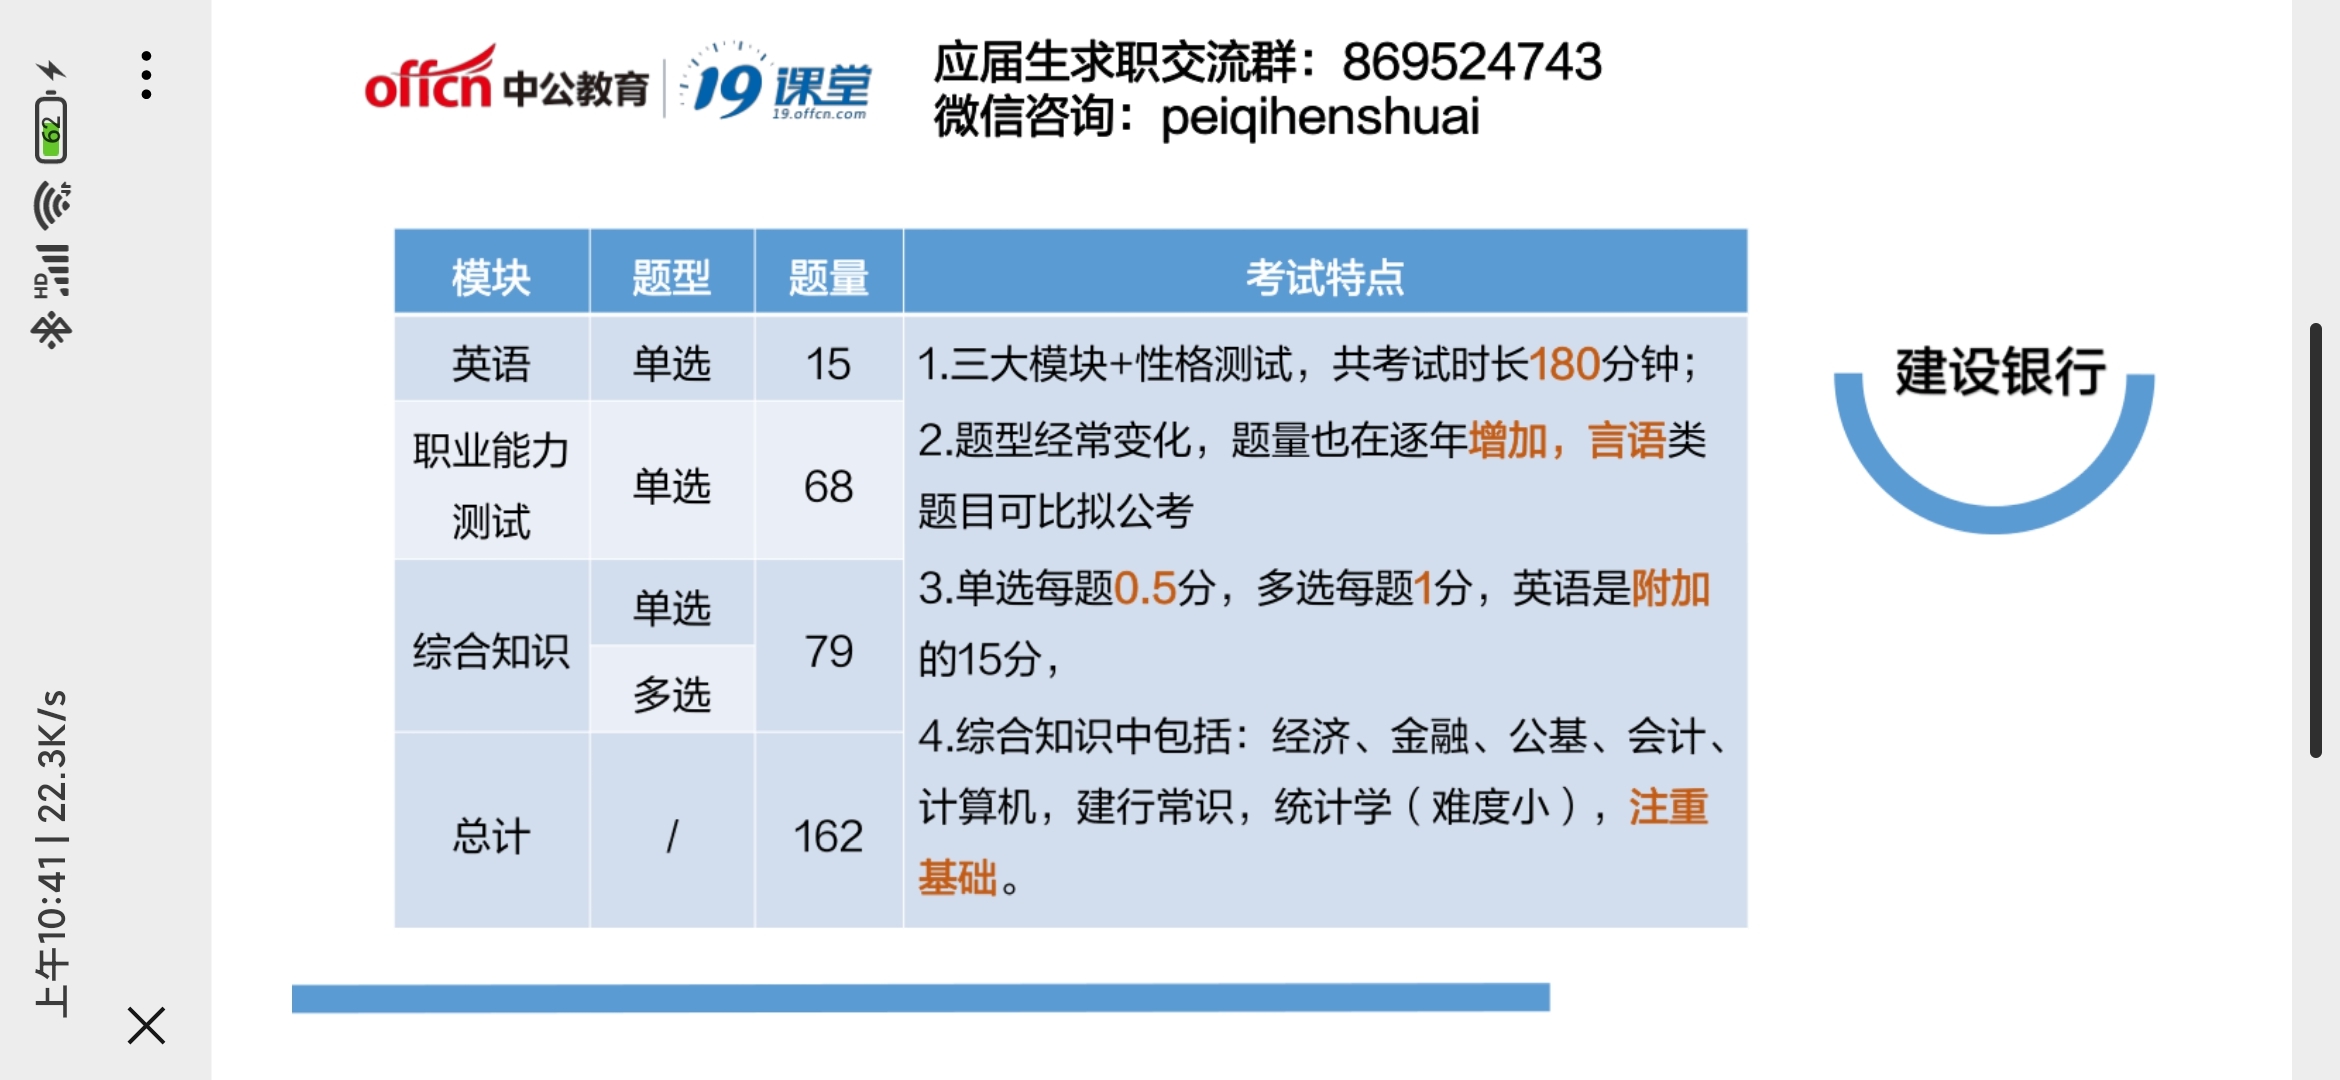 上午10:41 | 22.3K/s
HD
62
offcn 中公教育
19课堂
19.offcn.com
应届生求职交流群：869524743
微信咨询：peiqihenshuai
模块
题型
题量
考试特点
英语
单选
15
职业能力
测试
单选
68
综合知识
单选
多选
79
总计
/
162
1.三大模块+性格测试，共考试时长180分钟；
2.题型经常变化，题量也在逐年增加，言语类
题目可比拟公考
3.单选每题0.5分，多选每题1分，英语是附加
的15分，
4.综合知识中包括：经济、金融、公基、会计、
计算机，建行常识，统计学（难度小），注重
基础。
建设银行